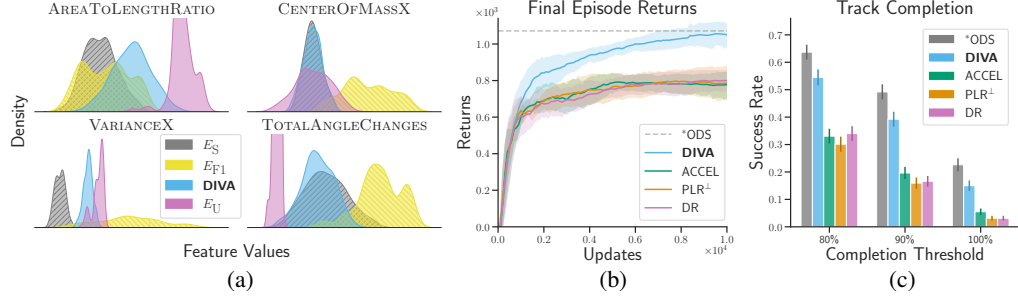 AREATOLENGTHRATIO
CENTEROFMASSX
VARIANCEX
TOTALANGLECHANGES
Density
E_S
E_F1
DIVA
E_U
Feature Values
(a)
Final Episode Returns
×10³
1.0
0.8
0.6
0.4
0.2
0.0
Returns
*ODS
DIVA
ACCEL
PLR⊥
DR
0.0 0.2 0.4 0.6 0.8 1.0
×10⁴
Updates
(b)
Track Completion
0.7
0.6
0.5
0.4
0.3
0.2
0.1
0.0
Success Rate
*ODS
DIVA
ACCEL
PLR⊥
DR
80% 90% 100%
Completion Threshold
(c)